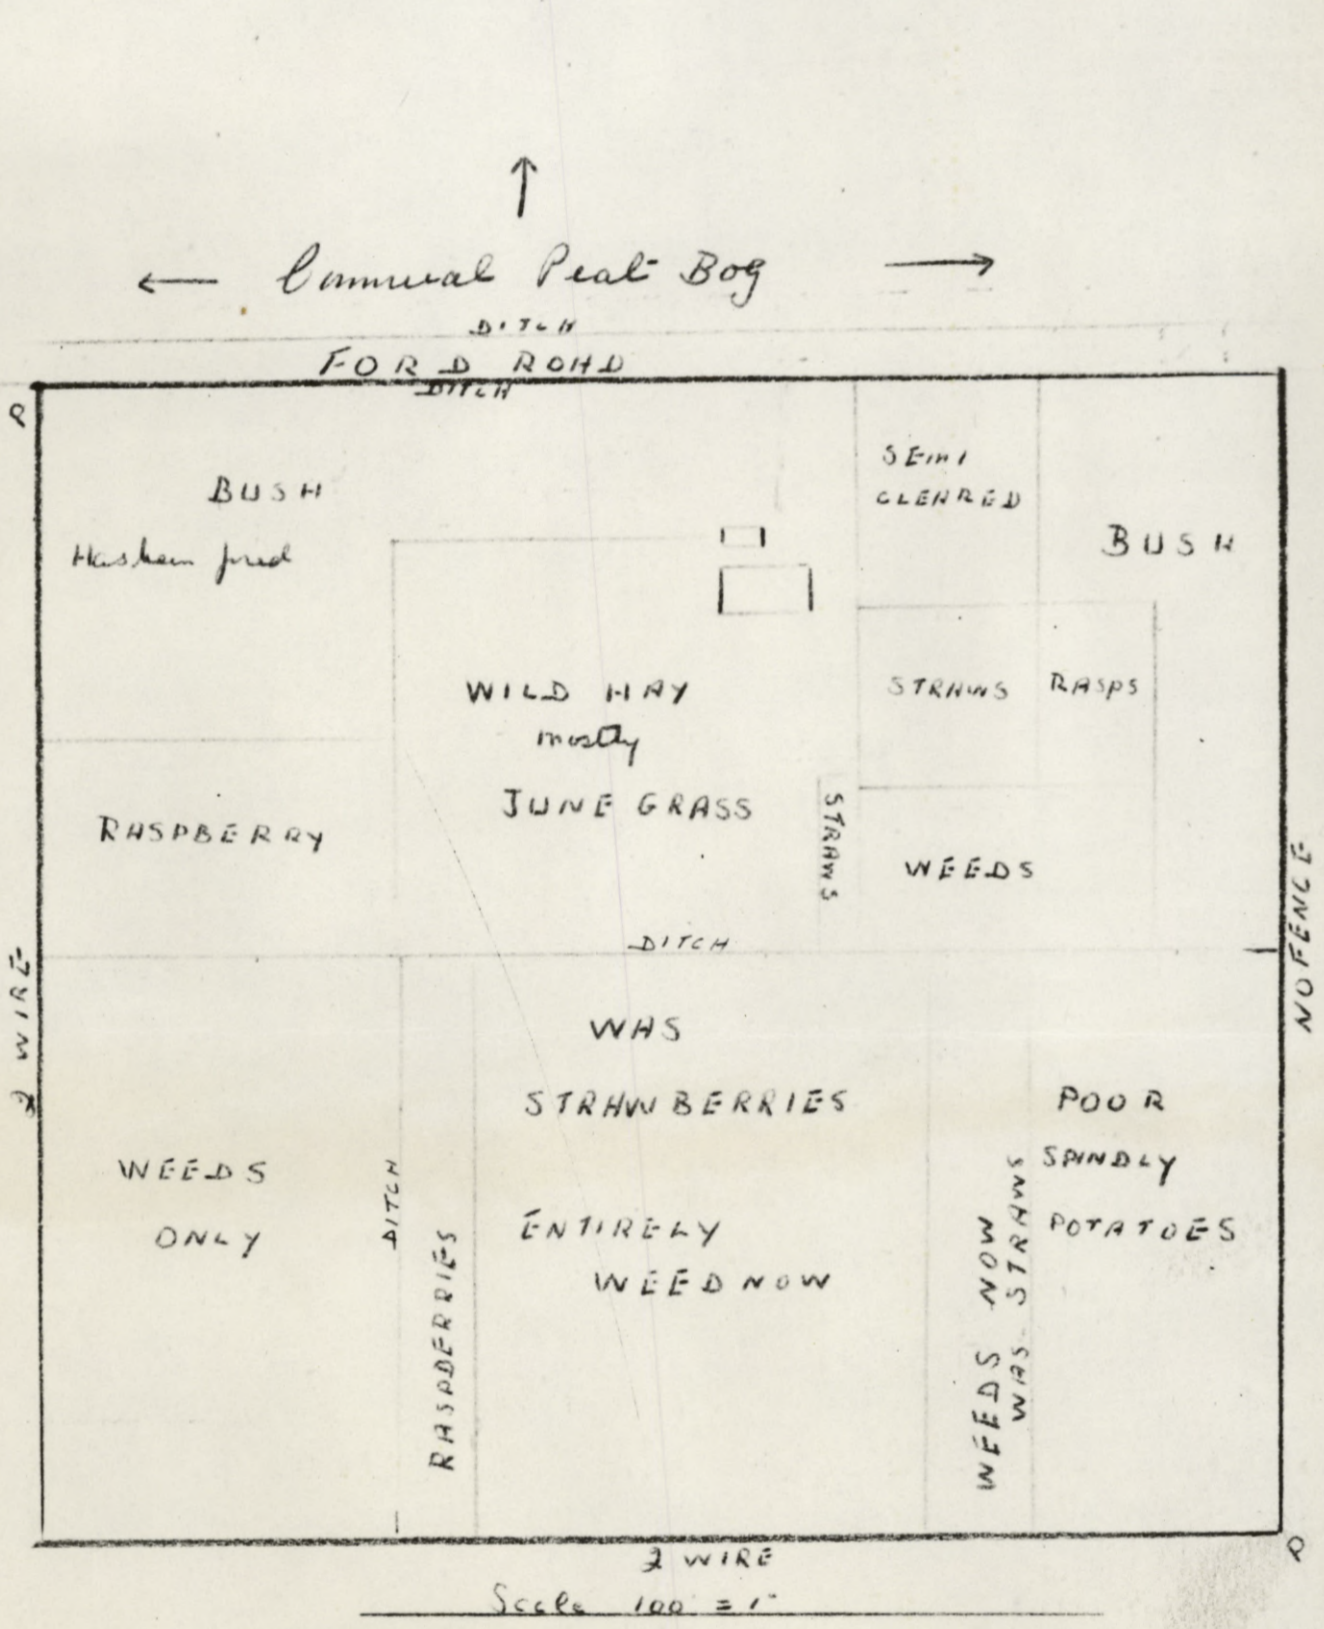 Peat Bog
DITCH
FORD ROAD
DITCH
P
BUSH
SEMI
CLEARED
BUSH
WILD HAY
mostly
JUNE GRASS
STRAWS
RASPS
RASPBERRY
STRAWS
WEEDS
NO FENCE
DITCH
2 WIRE
WAS
STRAWBERRIES
ENTIRELY
WEED NOW
WEEDS
ONLY
DITCH
RASPBERRIES
WEEDS NOW
WAS STRAWS
POOR
SPINDLY
POTATOES
2 WIRE
P
Scale 100 = 1"